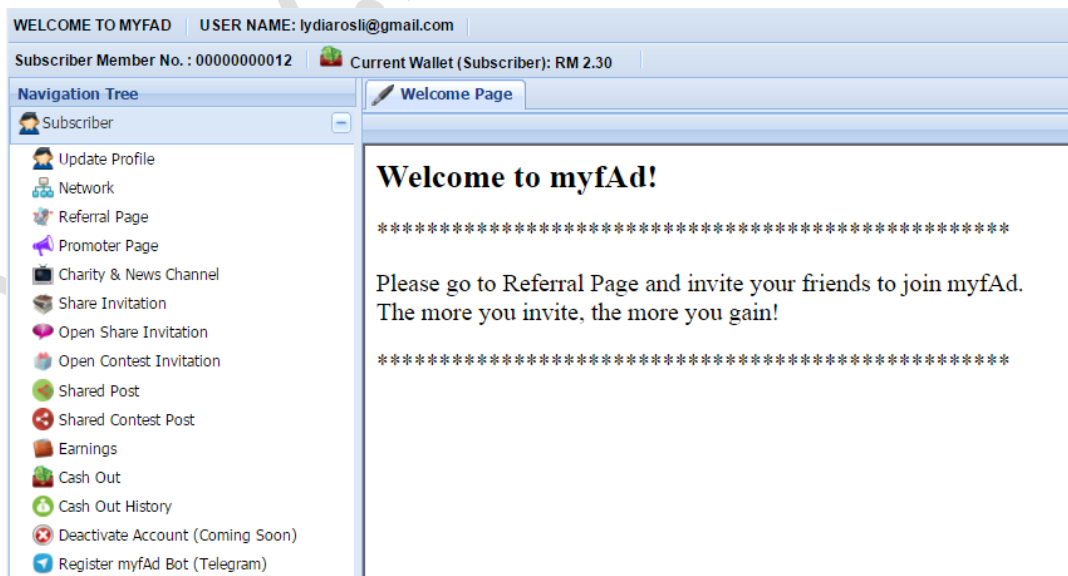 WELCOME TO MYFAD USER NAME: lydiarosli@gmail.com
Subscriber Member No. : 00000000012 Current Wallet (Subscriber): RM 2.30
Navigation Tree
Welcome Page
Subscriber
Update Profile
Network
Referral Page
Promoter Page
Charity & News Channel
Share Invitation
Open Share Invitation
Open Contest Invitation
Shared Post
Shared Contest Post
Earnings
Cash Out
Cash Out History
Deactivate Account (Coming Soon)
Register myfAd Bot (Telegram)
Welcome to myfAd!
***************************************************
Please go to Referral Page and invite your friends to join myfAd.
The more you invite, the more you gain!
***************************************************